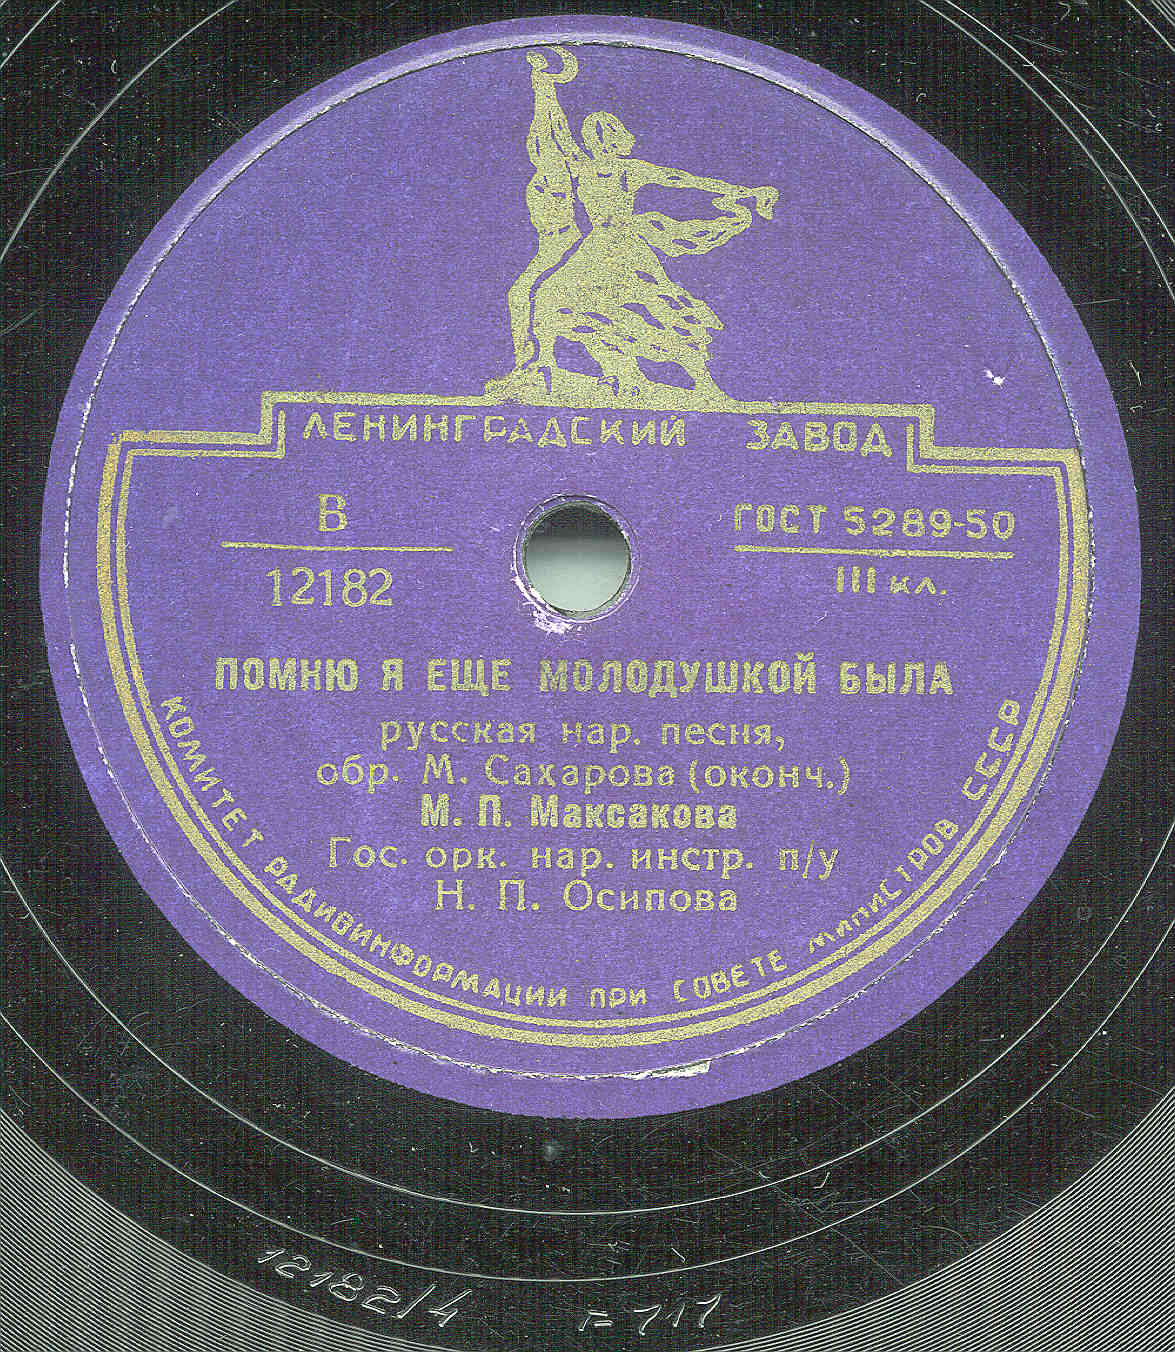 ЛЕНИНГРАДСКИЙ ЗАВОД
В
12182
ГОСТ 5289-50
III кл.
ПОМНЮ Я ЕЩЕ МОЛОДУШКОЙ БЫЛА
русская нар. песня,
обр. М. Сахарова (оконч.)
М. П. Максакова
Гос. орк. нар. инстр. п/у
Н. П. Осипова
КОМИТЕТ РАДИОИНФОРМАЦИИ ПРИ СОВЕТЕ МИНИСТРОВ СССР
12182/4 г=717